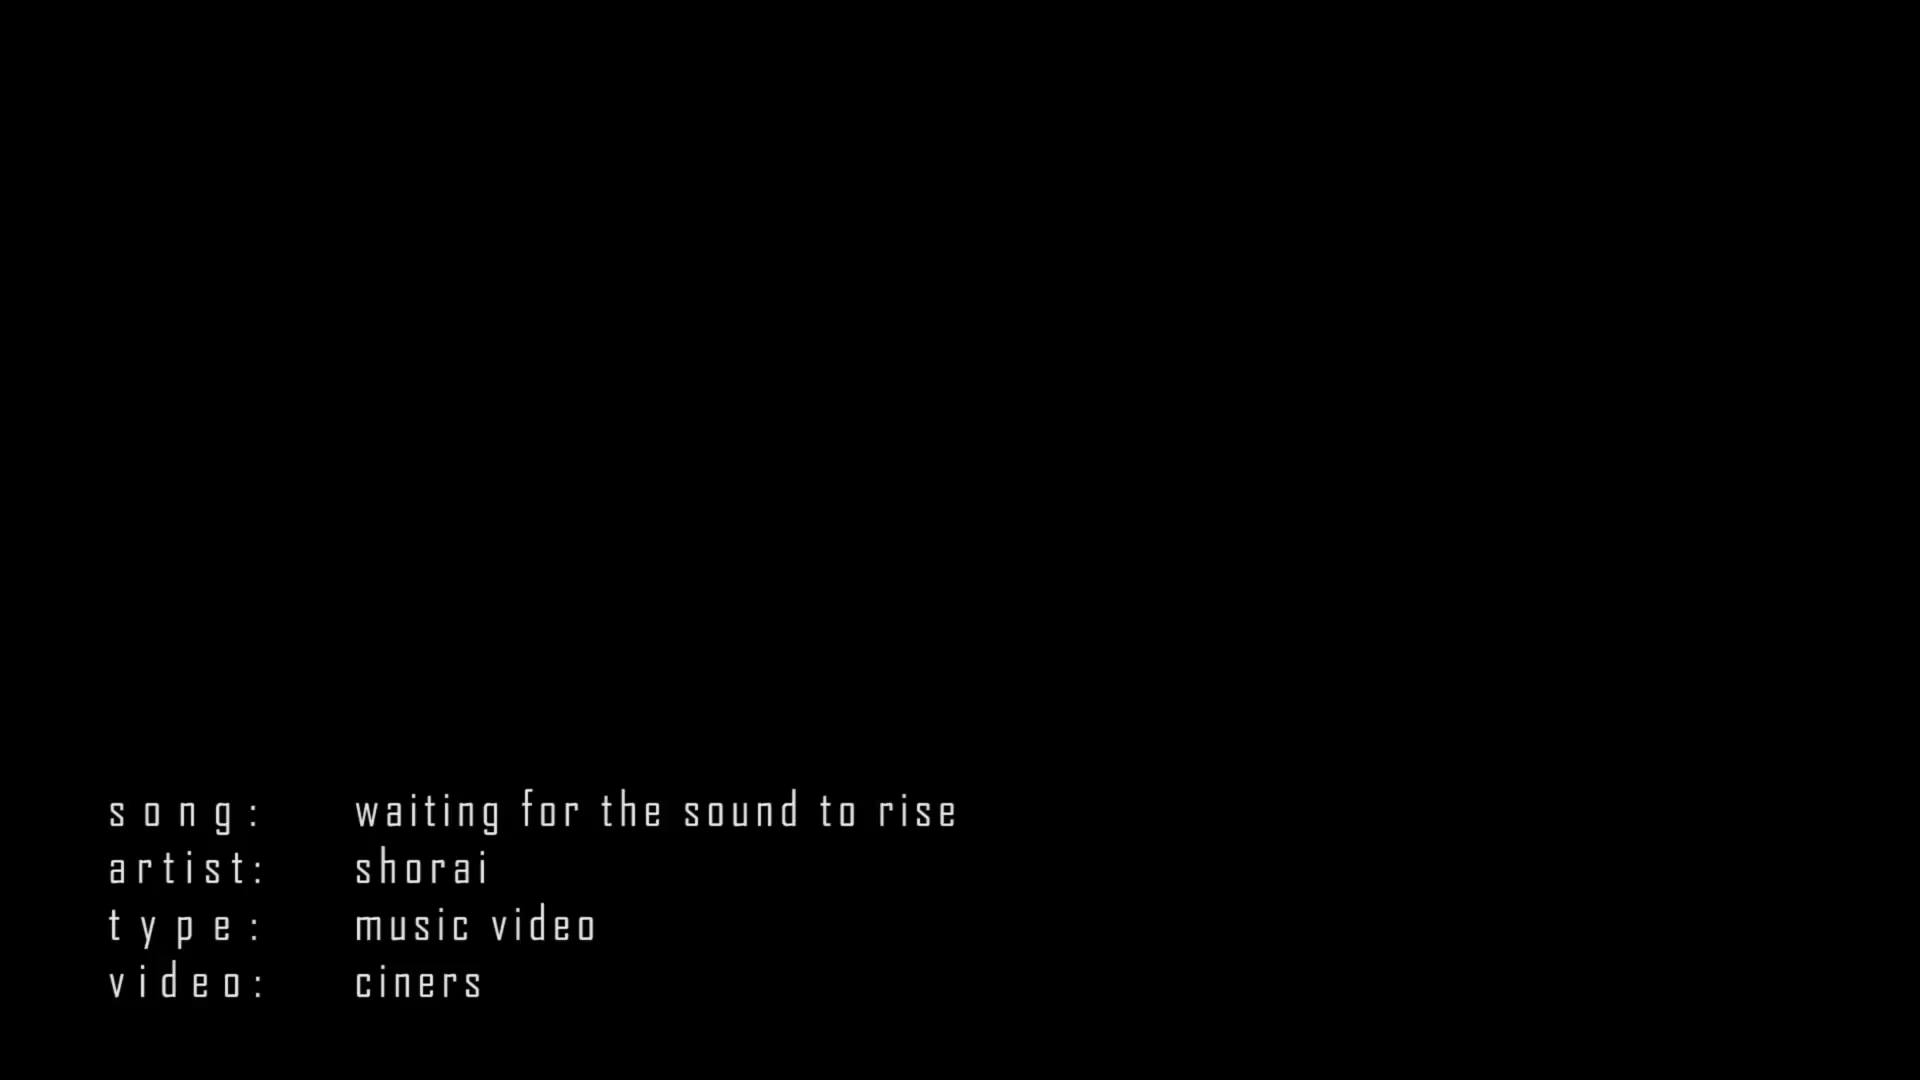 song: waiting for the sound to rise
artist: shorai
type: music video
video: ciners